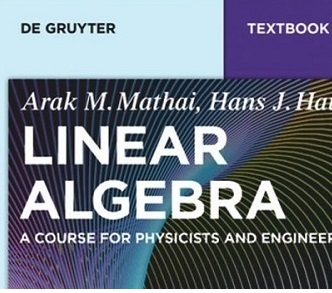 DE GRUYTER
TEXTBOOK
Arak M. Mathai, Hans J. Hau
LINEAR
ALGEBRA
A COURSE FOR PHYSICISTS AND ENGINEER